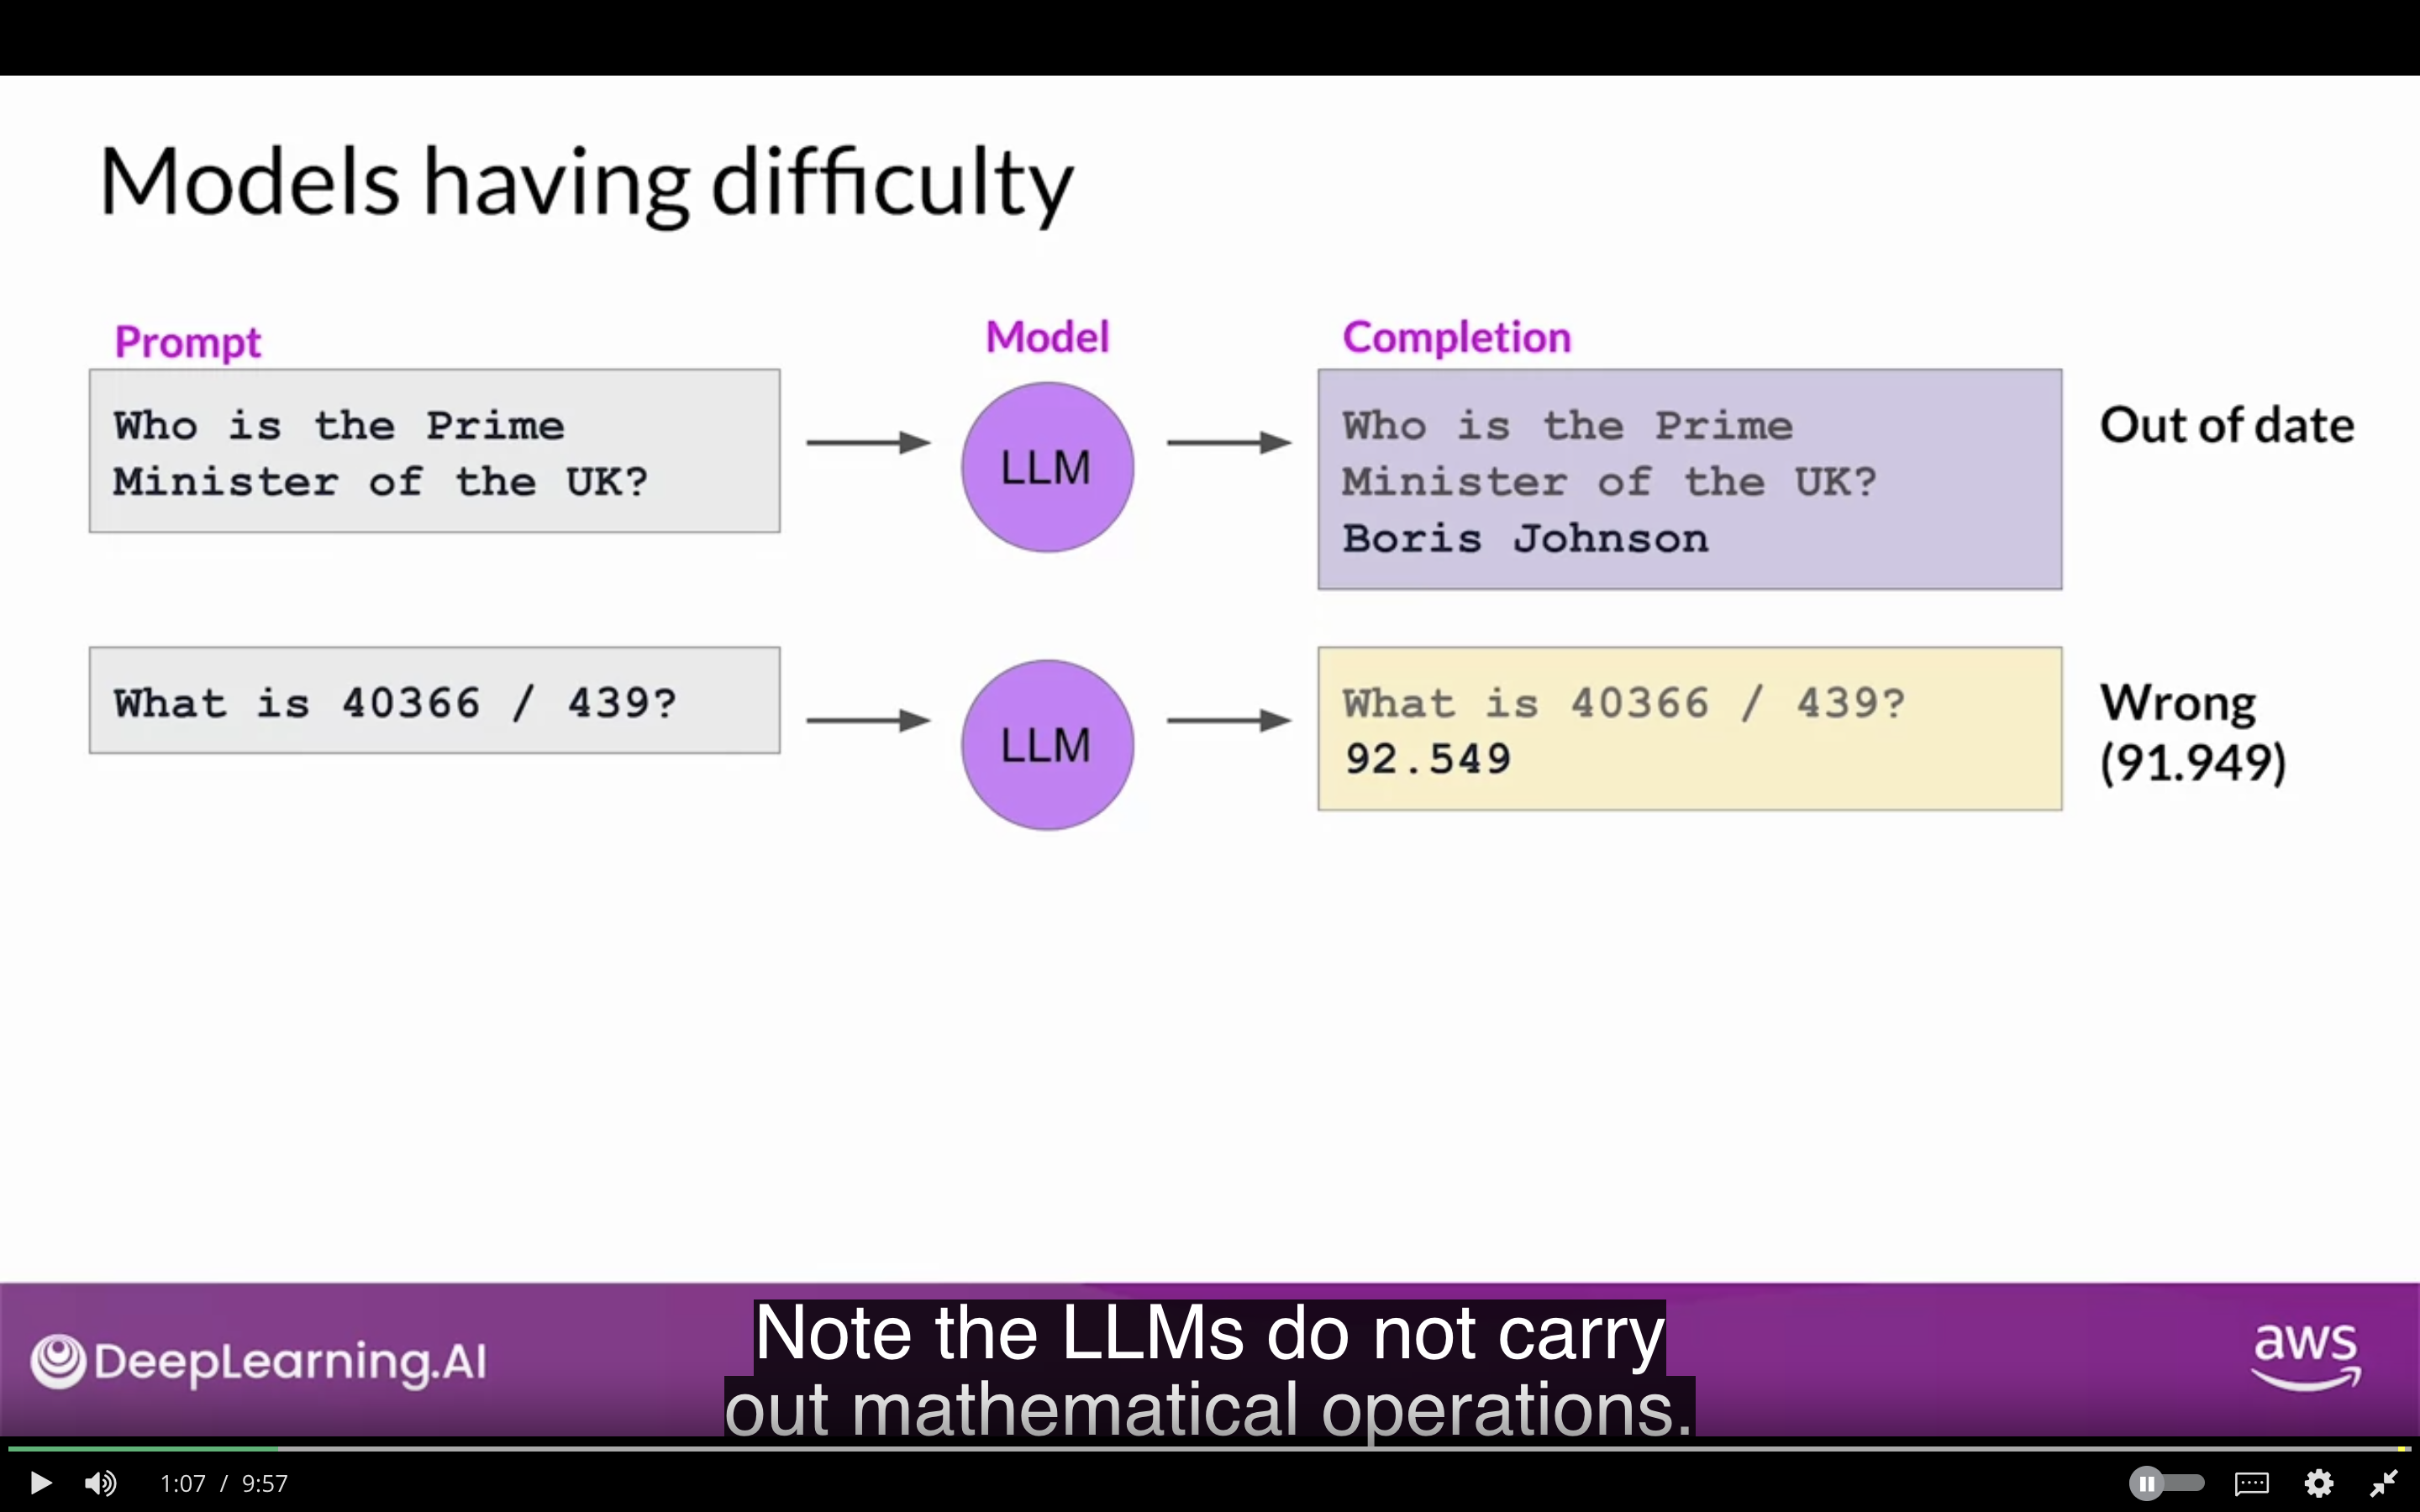 Models having difficulty
Prompt
Model
Completion
Who is the Prime
Minister of the UK?
LLM
Who is the Prime
Minister of the UK?
Boris Johnson
Out of date
What is 40366 / 439?
LLM
What is 40366 / 439?
92.549
Wrong
(91.949)
DeepLearning.AI
Note the LLMs do not carry
out mathematical operations.
aws
1:07 / 9:57